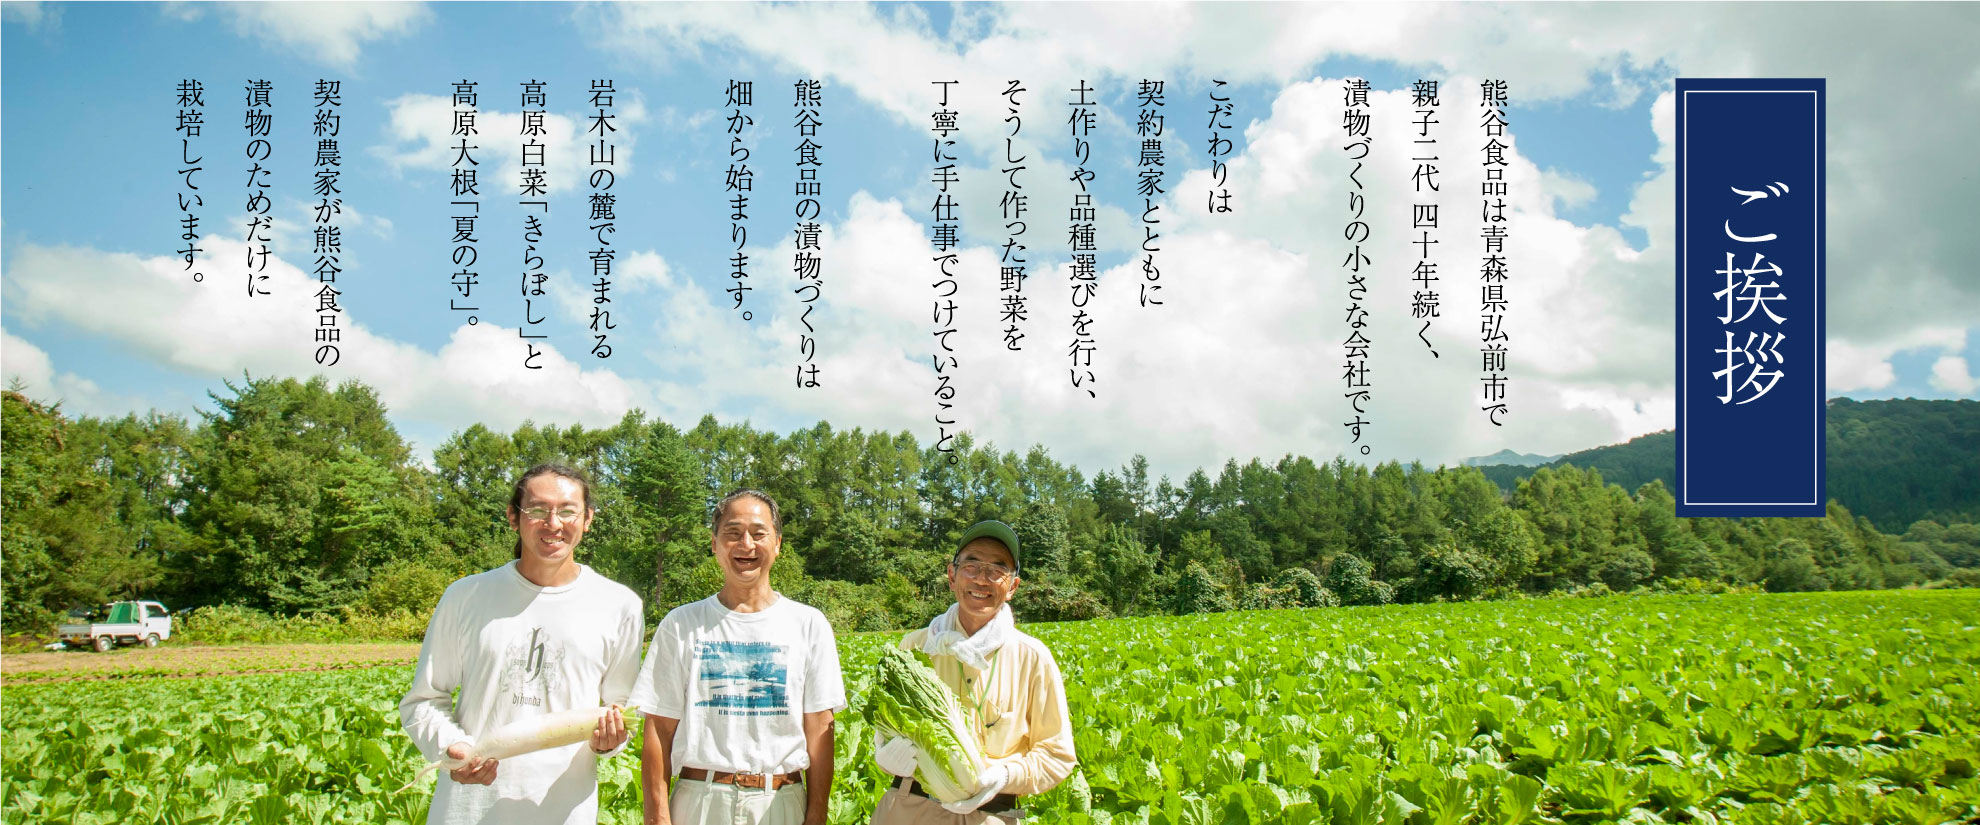 ご挨拶
熊谷食品は青森県弘前市で
親子二代 四十年続く、
漬物づくりの小さな会社です。
こだわりは
契約農家とともに
土作りや品種選びを行い、
そうして作った野菜を
丁寧に手仕事でつけていること。
熊谷食品の漬物づくりは
畑から始まります。
岩木山の麓で育まれる
高原白菜「きらぼし」と
高原大根「夏の守」。
契約農家が熊谷食品の
漬物のためだけに
栽培しています。
h
dj honda